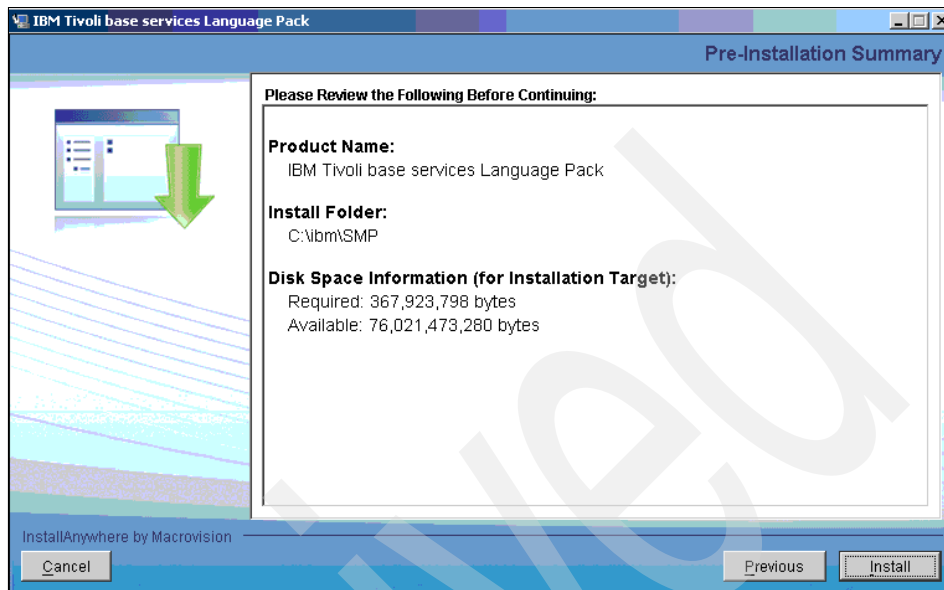 IBM Tivoli base services Language Pack
Pre-Installation Summary
Please Review the Following Before Continuing:
Product Name:
IBM Tivoli base services Language Pack
Install Folder:
C:\ibm\SMP
Disk Space Information (for Installation Target):
Required: 367,923,798 bytes
Available: 76,021,473,280 bytes
InstallAnywhere by Macrovision
Cancel
Previous
Install